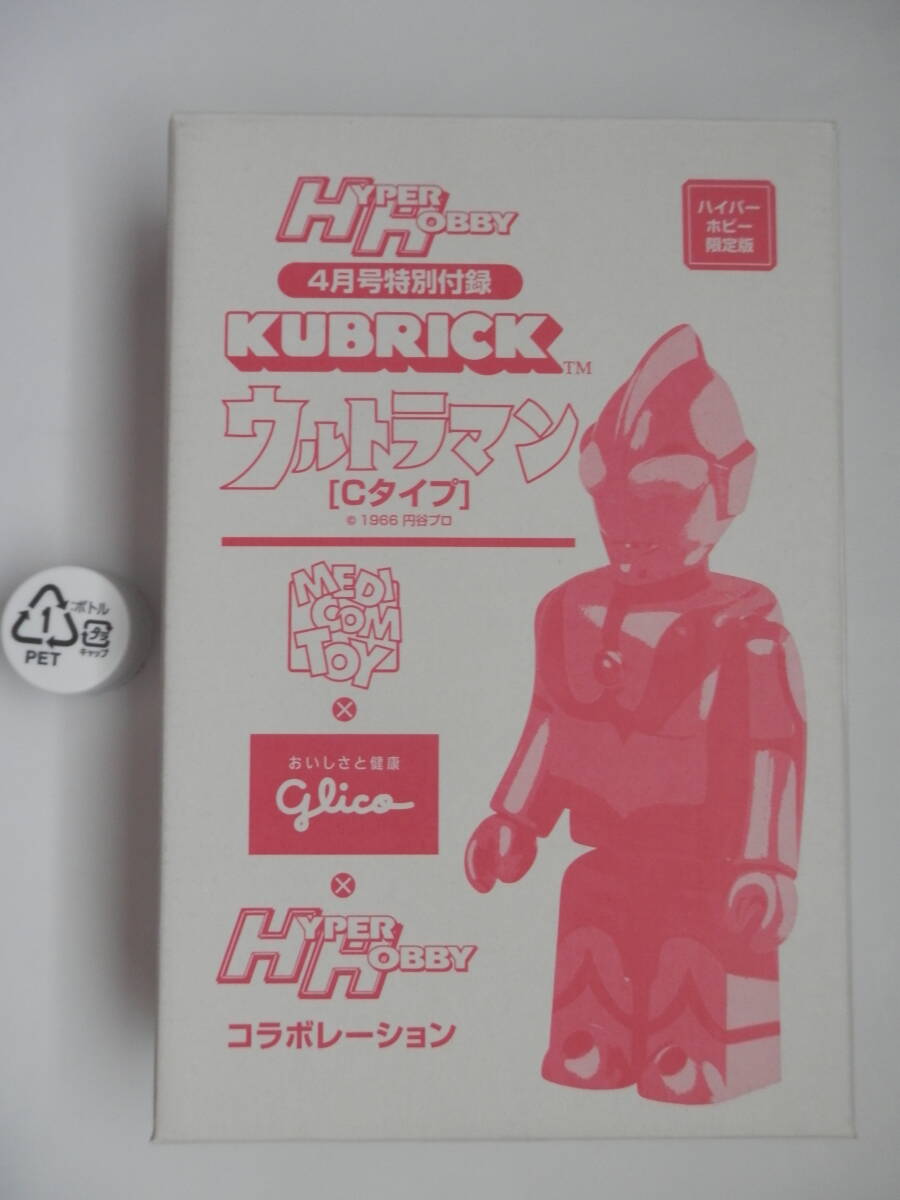 HYPER HOBBY
ハイパー
ホビー
限定版
4月号特別付録
KUBRICK TM
ウルトラマン
[Cタイプ]
© 1966 円谷プロ
MEDI
COM
TOY
×
おいしさと健康
glico
×
HYPER HOBBY
コラボレーション
1
PET
:ボトル
プラ
キャップ